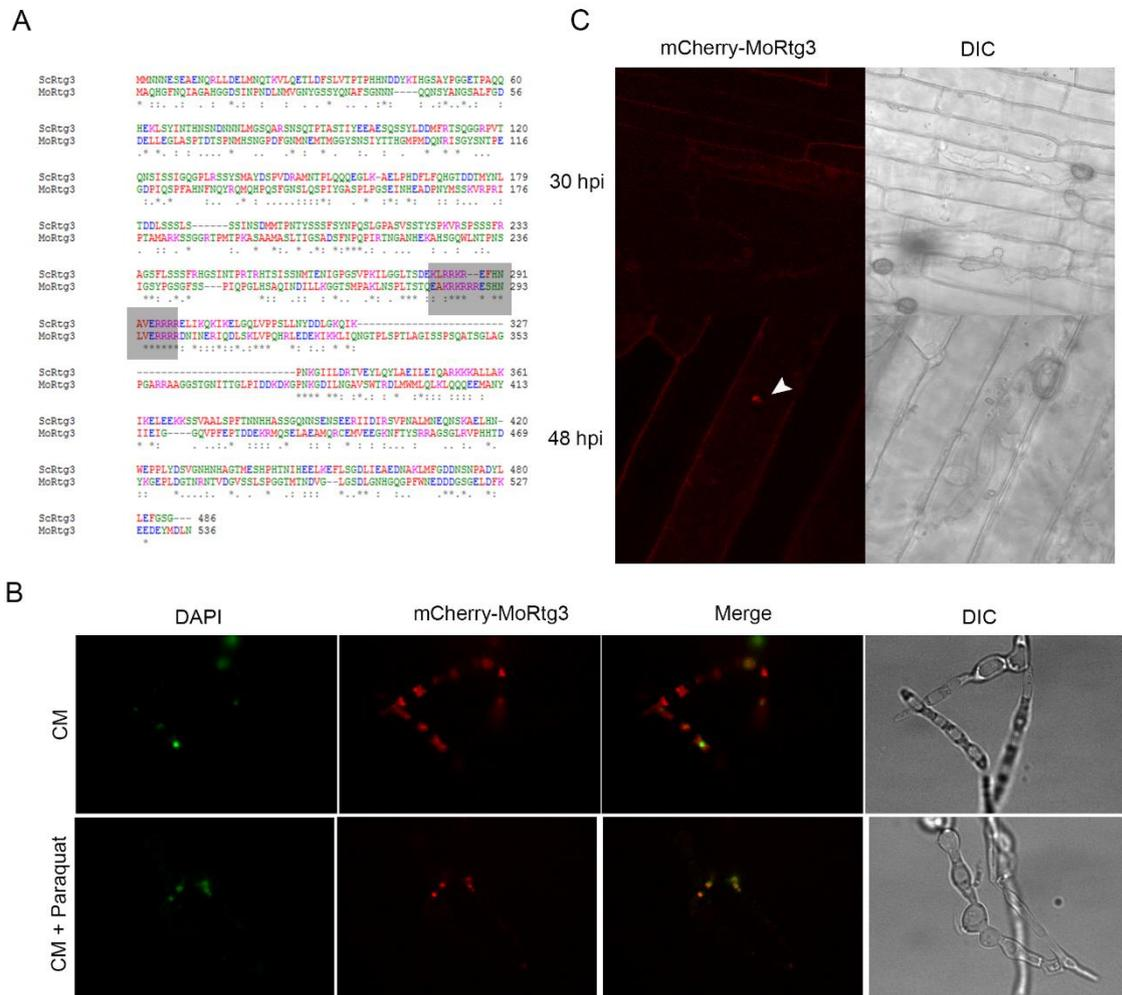 A
ScRtg3 MMNNNESEAENQRLLDELMNQTKVLQETLDFSLVTPTPHHNDDYKIHGSAYPGGETPAQQ 60
MoRtg3 MAQHGFNQIAGAHGGDSINPNDLNMVGNYGSSYQNAFSGNNN----QQNSYANGSALFGD 56
ScRtg3 HEKLSYINTHNSNDNNNLMGSQARSNSQTPTASTIYEEAESQSSYLDDMFRTSQGGRPVT 120
MoRtg3 DELLEGLASPTDTSPNMHSNGPDFGNMNEMTMGGYSNSIYTTHGMPMDQNRISGYSNTPE 116
ScRtg3 QNSISSIGQGPLRSSYSMAYDSPVDRAMNTPLQQQEGLK-AELPHDFLFQHGTDDTMYNL 179
MoRtg3 GDPIQSPFAHNFNQYRQMQHPQSFGNSLQSPIYGASPLPGSEINHEADPNYMSSKVRPRI 176
ScRtg3 TDDLSSSLS------SSINSDMMTPNTYSSSFSYNPQSLGPASVSSTYSPKVRSPSSSFR 233
MoRtg3 PTAMARKSSGGRTPMTPKASAAMASLTIGSADSFNPQPIRTNGANHEKAHSGQWLNTPNS 236
ScRtg3 AGSFLSSSFRHGSINTPRTRHTSISSNMTENIGPGSVPKILGGLTSDEKLRRKR--EFHN 291
MoRtg3 IGSYPGSGFSS---PIQPGLHSAQINDILLKGGTSMPAKLNSPLTSTQEAKRKRRRESHN 293
ScRtg3 AVERRRRELIKQKIKELGQLVPPSLLNYDDLGKQIK------------------------ 327
MoRtg3 LVERRRRDNINERIQDLSKLVPQHRLEDEKIKKLIQNGTPLSPTLAGISSPSQATSGLAG 353
ScRtg3 --------------------------PNKGIILDRTVEYLQYLAEILEIQARKKKALLAK 361
MoRtg3 PGARRAAGGSTGNITTGLPIDDKDKGPNKGDILNGAVSWTRDLMWMLQLKLQQQEEMANY 413
ScRtg3 IKELEEKKSSVAALSPFTNNHHASSGQNNSENSEERIIDIRSVPNALMNEQNSKAELHN- 420
MoRtg3 IIEIG----GQVPFEPTDDEKRMQSELAEAMQRCEMVEEGKNFTYSRRAGSGLRVPHHTD 469
ScRtg3 WEPPLYDSVGNHNHAGTMESHPHTNIHEELKEFLSGDLIEAEDNAKLMFGDDNSNPADYL 480
MoRtg3 YKGEPLDGTNRNTVDGVSSLSPGGTMTNDVG--LGSDLGNHGQGPFWNEDDDGSGELDFK 527
ScRtg3 LEFGSG--- 486
MoRtg3 EEDEYMDLN 536
C
mCherry-MoRtg3 DIC
30 hpi
48 hpi
B
DAPI mCherry-MoRtg3 Merge DIC
CM
CM + Paraquat